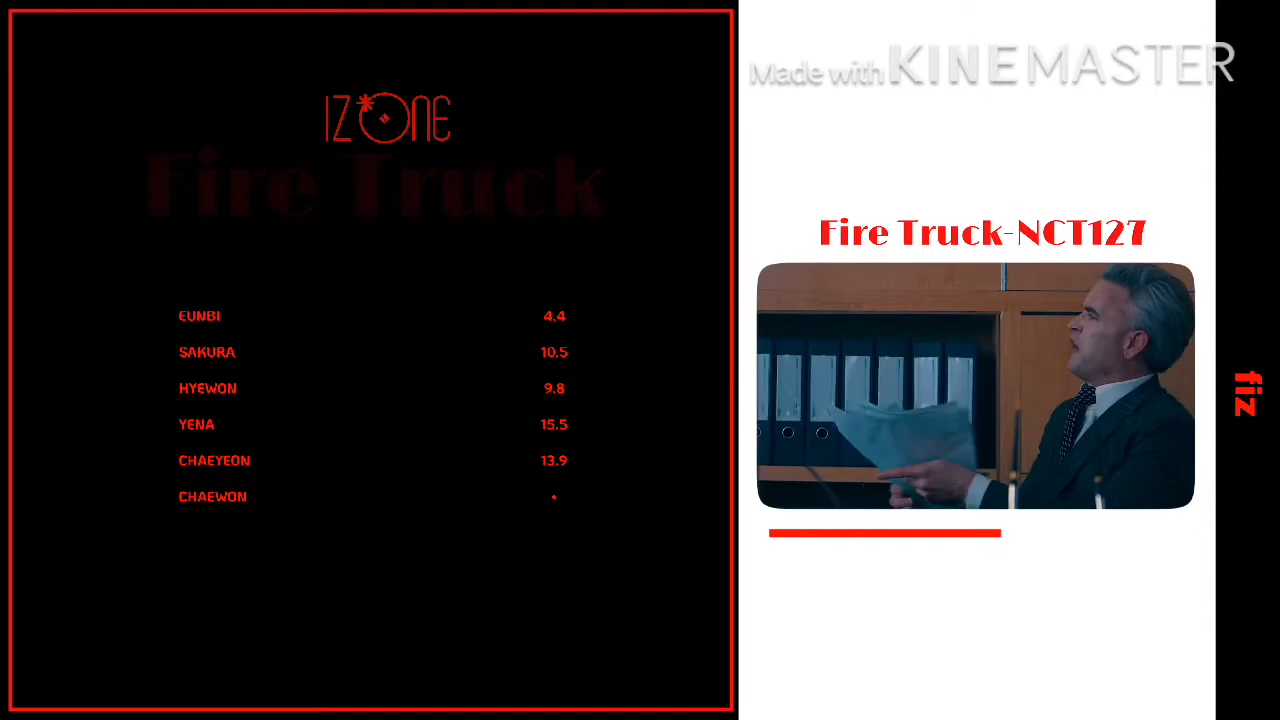 IZ*ONE
Fire Truck
EUNBI 4.4
SAKURA 10.5
HYEWON 9.8
YENA 15.5
CHAEYEON 13.9
CHAEWON •
Made with KINEMASTER
Fire Truck-NCT127
fiz